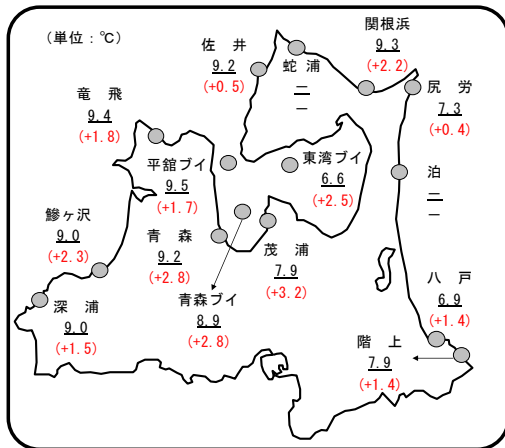 （単位：℃）
関根浜
9.3
(+2.2)
佐井
9.2
(+0.5)
蛇浦
—
—
尻労
7.3
(+0.4)
竜飛
9.4
(+1.8)
平舘ブイ
9.5
(+1.7)
東湾ブイ
6.6
(+2.5)
泊
—
—
鰺ヶ沢
9.0
(+2.3)
青森
9.2
(+2.8)
茂浦
7.9
(+3.2)
八戸
6.9
(+1.4)
深浦
9.0
(+1.5)
青森ブイ
8.9
(+2.8)
階上
7.9
(+1.4)